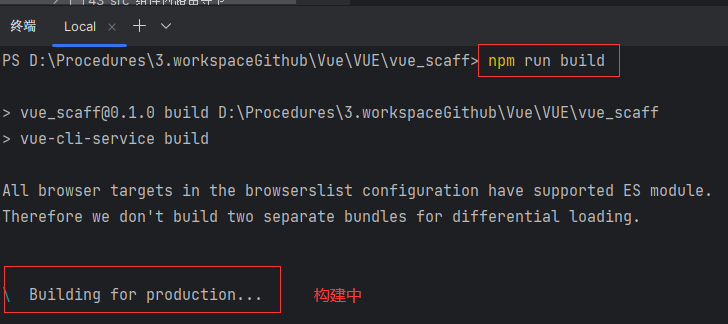 终端 Local × + ∨
PS D:\Procedures\3.workspaceGithub\Vue\VUE\vue_scaff> npm run build
> vue_scaff@0.1.0 build D:\Procedures\3.workspaceGithub\Vue\VUE\vue_scaff
> vue-cli-service build
All browser targets in the browserslist configuration have supported ES module.
Therefore we don't build two separate bundles for differential loading.
\ Building for production... 构建中